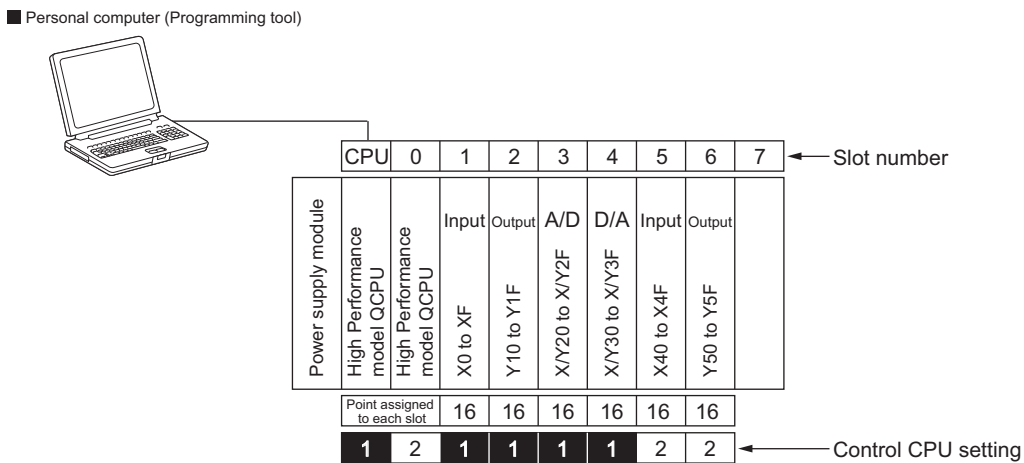 Personal computer (Programming tool)
CPU 0 1 2 3 4 5 6 7
Slot number
Power supply module
High Performance
model QCPU
High Performance
model QCPU
Input
X0 to XF
Output
Y10 to Y1F
A/D
X/Y20 to X/Y2F
D/A
X/Y30 to X/Y3F
Input
X40 to X4F
Output
Y50 to Y5F
Point assigned
to each slot
16 16 16 16 16 16
1 2 1 1 1 1 2 2
Control CPU setting